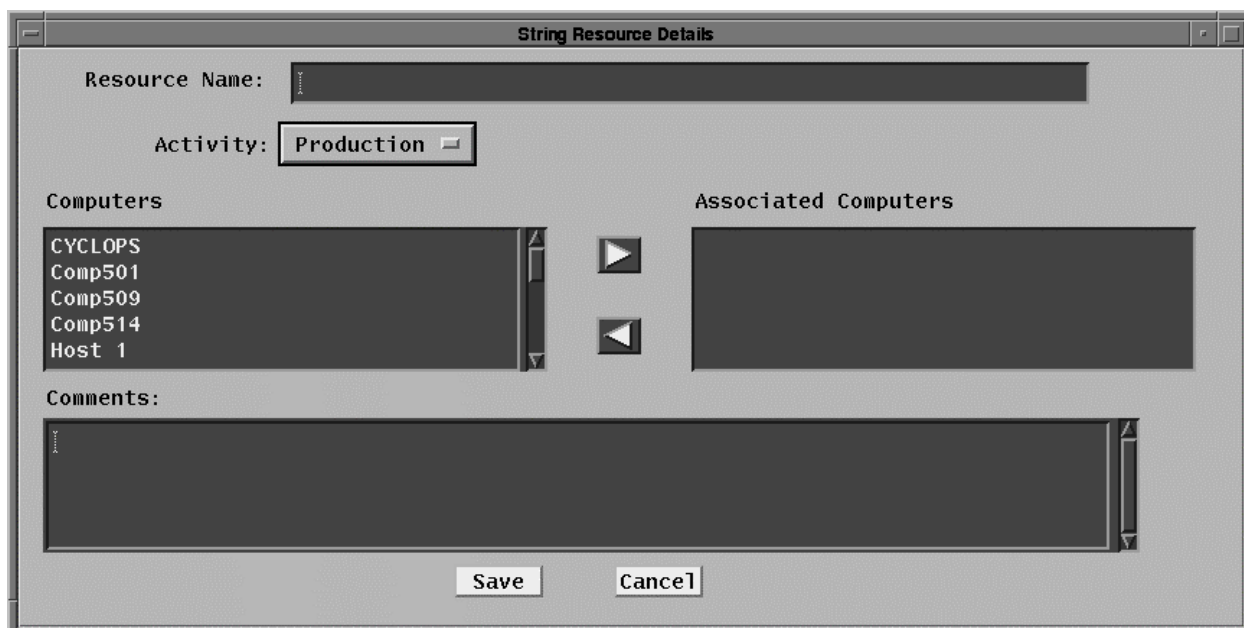 String Resource Details
Resource Name:
Activity: Production
Computers
Associated Computers
CYCLOPS
Comp501
Comp509
Comp514
Host 1
Comments:
Save Cancel